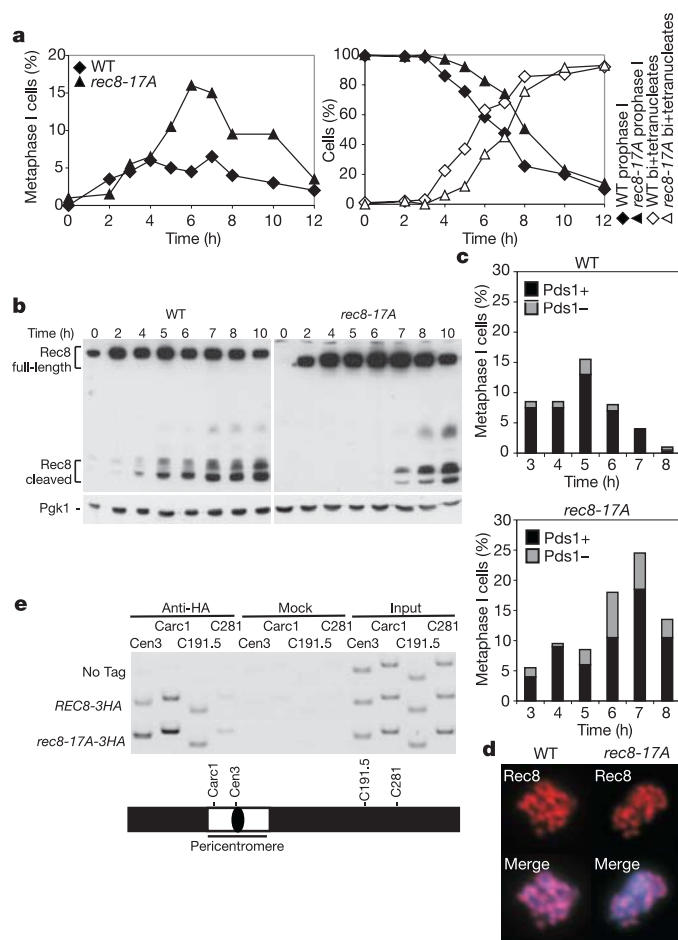 a
20
15
10
5
0
Metaphase I cells (%)
WT
rec8-17A
0 2 4 6 8 10 12
Time (h)
100
80
60
40
20
0
Cells (%)
0 2 4 6 8 10 12
Time (h)
WT prophase I
rec8-17A prophase I
WT bi+tetranucleates
rec8-17A bi+tetranucleates
b
WT rec8-17A
Time (h) 0 2 4 5 6 7 8 10 0 2 4 5 6 7 8 10
Rec8
full-length
Rec8
cleaved
Pgk1 -
c
WT
30
25
20
15
10
5
0
Metaphase I cells (%)
Pds1+
Pds1–
3 4 5 6 7 8
Time (h)
rec8-17A
30
25
20
15
10
5
0
Metaphase I cells (%)
Pds1+
Pds1–
3 4 5 6 7 8
Time (h)
d
WT rec8-17A
Rec8 Rec8
Merge Merge
e
Anti-HA Mock Input
Carc1 C281 Carc1 C281 Carc1 C281
Cen3 C191.5 Cen3 C191.5 Cen3 C191.5
No Tag
REC8-3HA
rec8-17A-3HA
Carc1
Cen3
C191.5
C281
Pericentromere